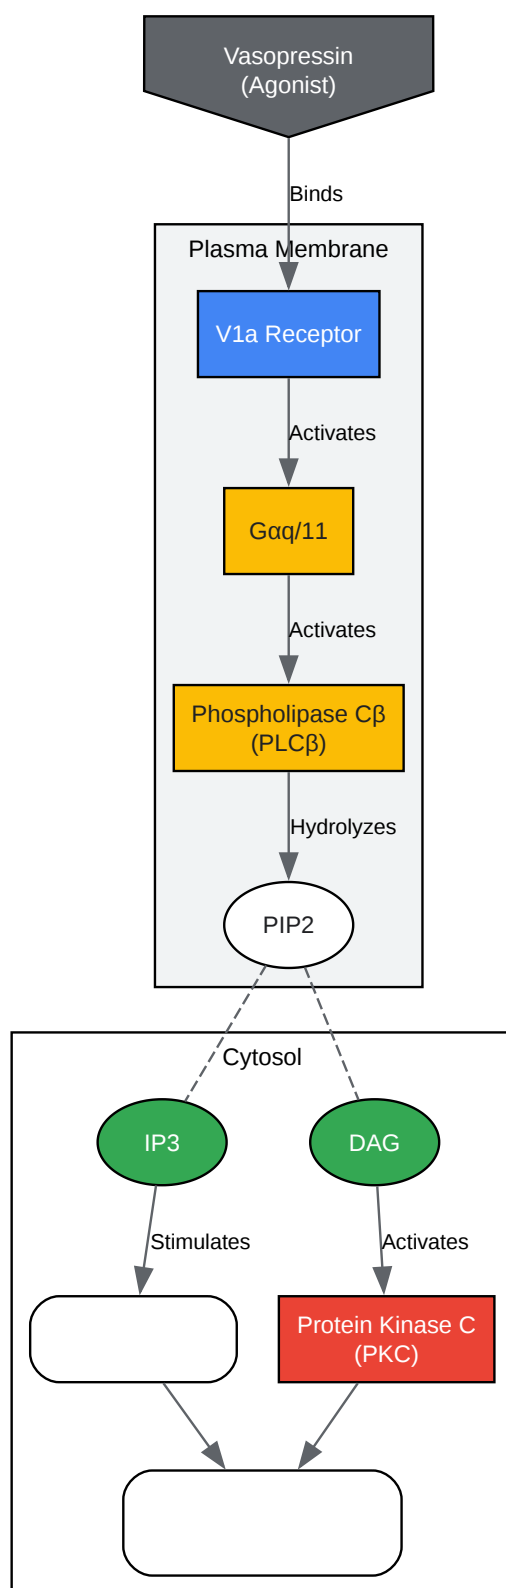 Vasopressin
(Agonist)
Binds
Plasma Membrane
V1a Receptor
Activates
Gαq/11
Activates
Phospholipase Cβ
(PLCβ)
Hydrolyzes
PIP2
Cytosol
IP3
DAG
Stimulates
Activates
Protein Kinase C
(PKC)